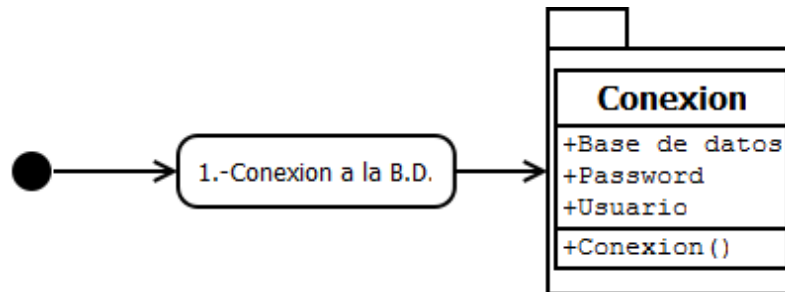 1.-Conexion a la B.D.
Conexion
+Base de datos
+Password
+Usuario
+Conexion()